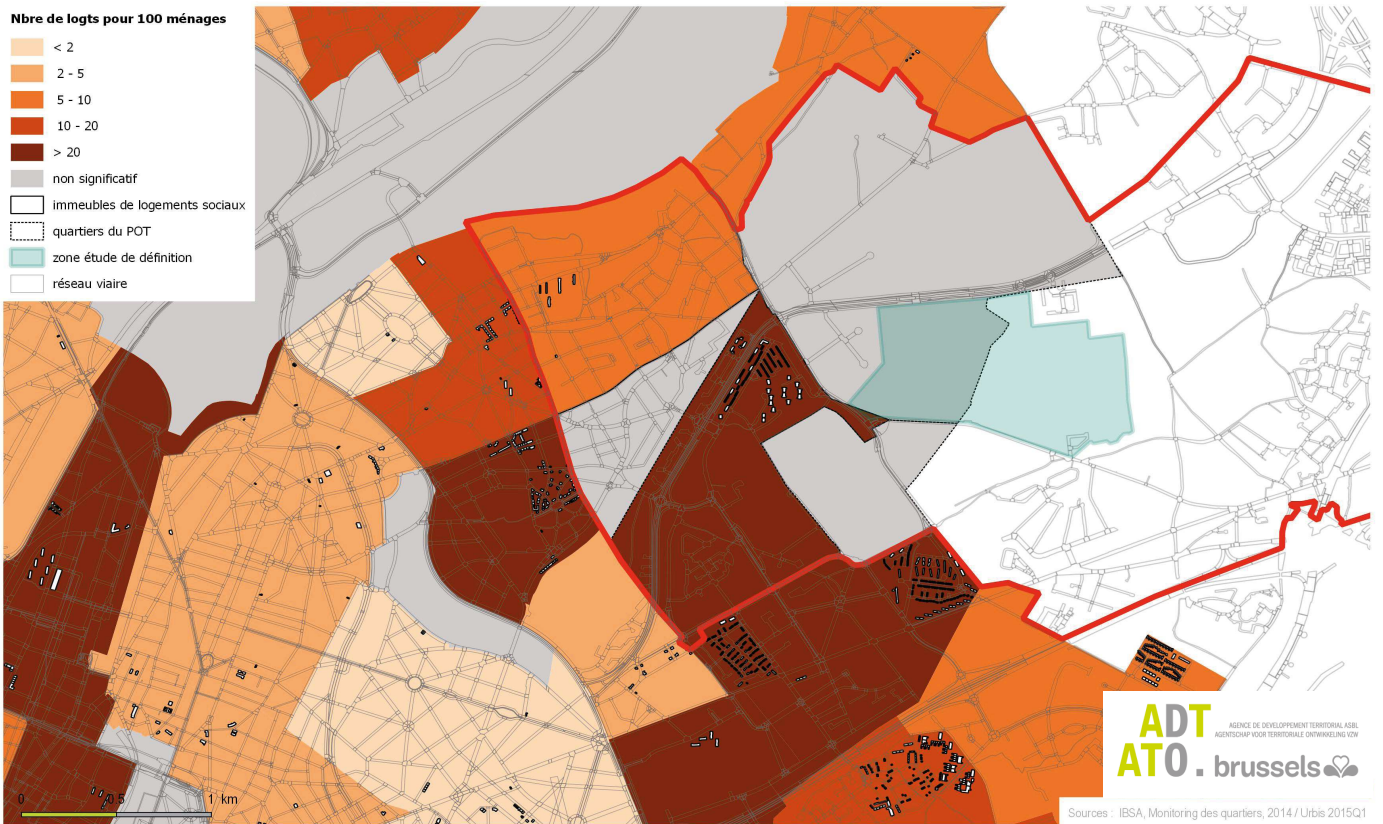 Nbre de logts pour 100 ménages
< 2
2 - 5
5 - 10
10 - 20
> 20
non significatif
immeubles de logements sociaux
quartiers du POT
zone étude de définition
réseau viaire
0 0,5 1 km
ADT
ATO . brussels
AGENCE DE DEVELOPPEMENT TERRITORIAL ASBL
AGENTSCHAP VOOR TERRITORIALE ONTWIKKELING VZW
Sources : IBSA, Monitoring des quartiers, 2014 / Urbis 2015Q1